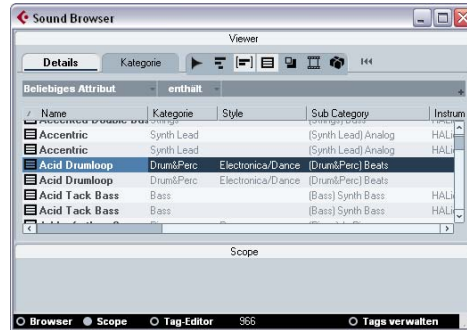 Sound Browser
Viewer
Details Kategorie
Beliebiges Attribut enthält
Name Kategorie Style Sub Category Instrum
Accentric Synth Lead (Synth Lead) Analog HALi
Accentric Synth Lead (Synth Lead) Analog HALi
Acid Drumloop Drum&Perc Electronica/Dance (Drum&Perc) Beats
Acid Drumloop Drum&Perc Electronica/Dance (Drum&Perc) Beats
Acid Tack Bass Bass (Bass) Synth Bass HALi
Acid Tack Bass Bass (Bass) Synth Bass HALi
Scope
Browser Scope Tag-Editor 966 Tags verwalten